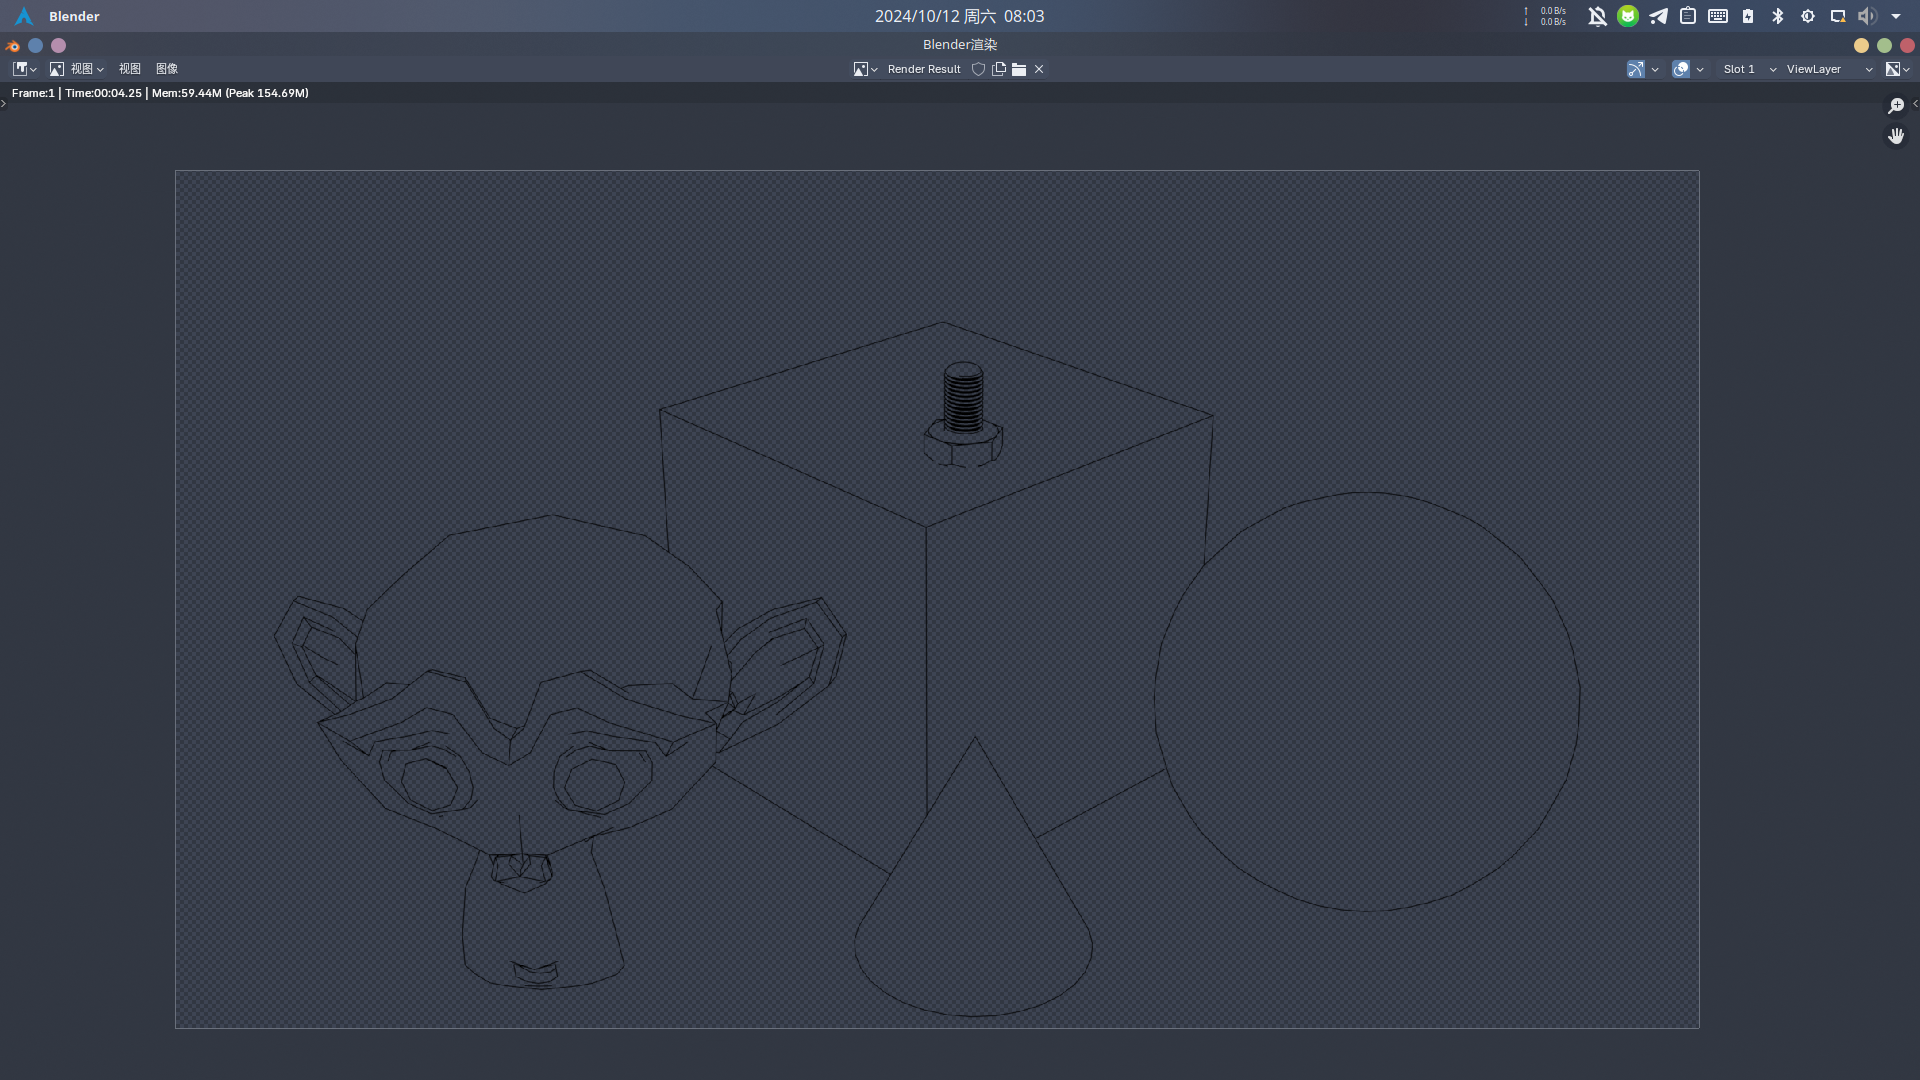 Blender
2024/10/12 周六 08:03
0.0 B/s
0.0 B/s
Blender渲染
视图
视图
图像
Render Result
Slot 1
ViewLayer
Frame:1 | Time:00:04.25 | Mem:59.44M (Peak 154.69M)